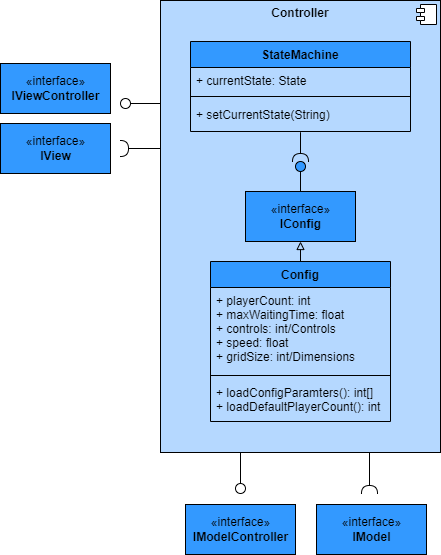 Controller
StateMachine
+ currentState: State
+ setCurrentState(String)
«interface»
IViewController
«interface»
IView
«interface»
IConfig
Config
+ playerCount: int
+ maxWaitingTime: float
+ controls: int/Controls
+ speed: float
+ gridSize: int/Dimensions
+ loadConfigParamters(): int[]
+ loadDefaultPlayerCount(): int
«interface»
IModelController
«interface»
IModel